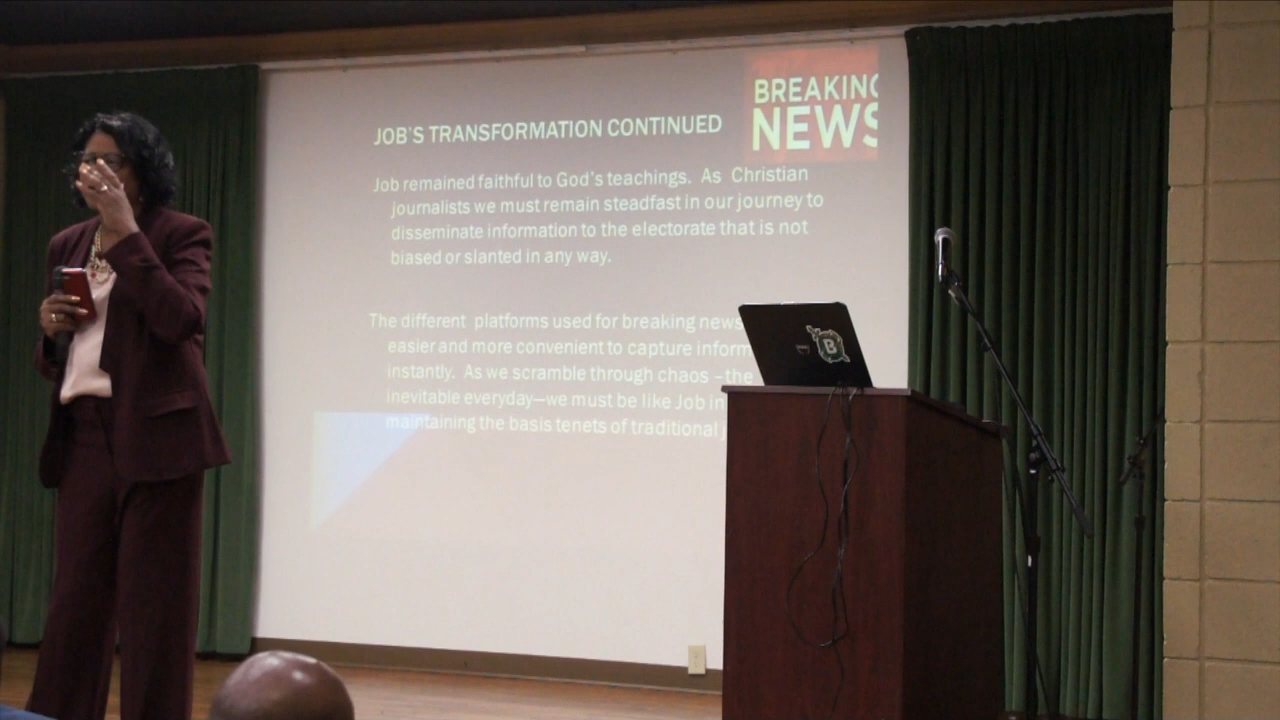 BREAKING
NEWS
JOB'S TRANSFORMATION CONTINUED
Job remained faithful to God's teachings. As Christian
journalists we must remain steadfast in our journey to
disseminate information to the electorate that is not
biased or slanted in any way.
The different platforms used for breaking news
easier and more convenient to capture inform
instantly. As we scramble through chaos –the
inevitable everyday—we must be like Job in
maintaining the basis tenets of traditional
B